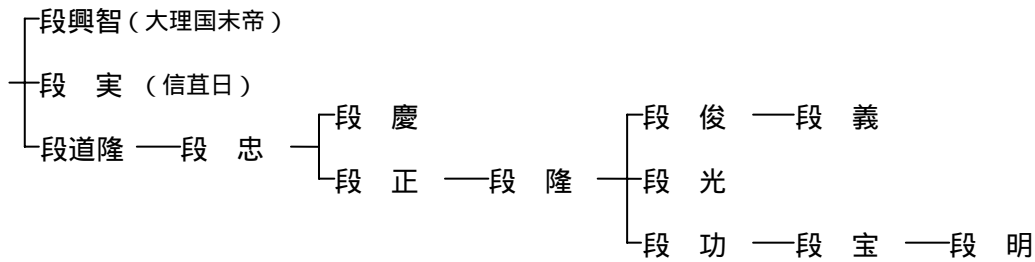 段興智(大理国末帝)
段 実 (信苴日)
段 慶 段 俊 段 義
段道隆 段 忠
段 正 段 隆 段 光
段 功 段 宝 段 明